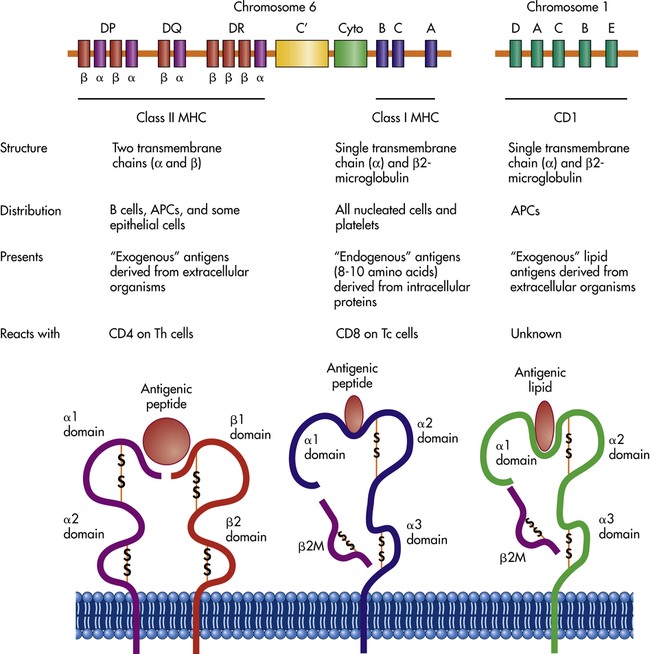 Chromosome 6
Chromosome 1
DP DQ DR C' Cyto B C A
D A C B E
β α β α β α β β β α
Class II MHC
Class I MHC
CD1
Structure
Two transmembrane
chains (α and β)
Single transmembrane
chain (α) and β2-
microglobulin
Single transmembrane
chain (α) and β2-
microglobulin
Distribution
B cells, APCs, and some
epithelial cells
All nucleated cells and
platelets
APCs
Presents
“Exogenous” antigens
derived from extracellular
organisms
“Endogenous” antigens
(8-10 amino acids)
derived from intracellular
proteins
“Exogenous” lipid
antigens derived from
extracellular organisms
Reacts with
CD4 on Th cells
CD8 on Tc cells
Unknown
Antigenic
peptide
α1
domain
β1
domain
S
S
S
S
α2
domain
β2
domain
S
S
S
S
Antigenic
peptide
α1
domain
α2
domain
S
S
α3
domain
β2M
S
S
S
S
Antigenic
lipid
α1
domain
α2
domain
S
S
α3
domain
β2M
S
S
S
S